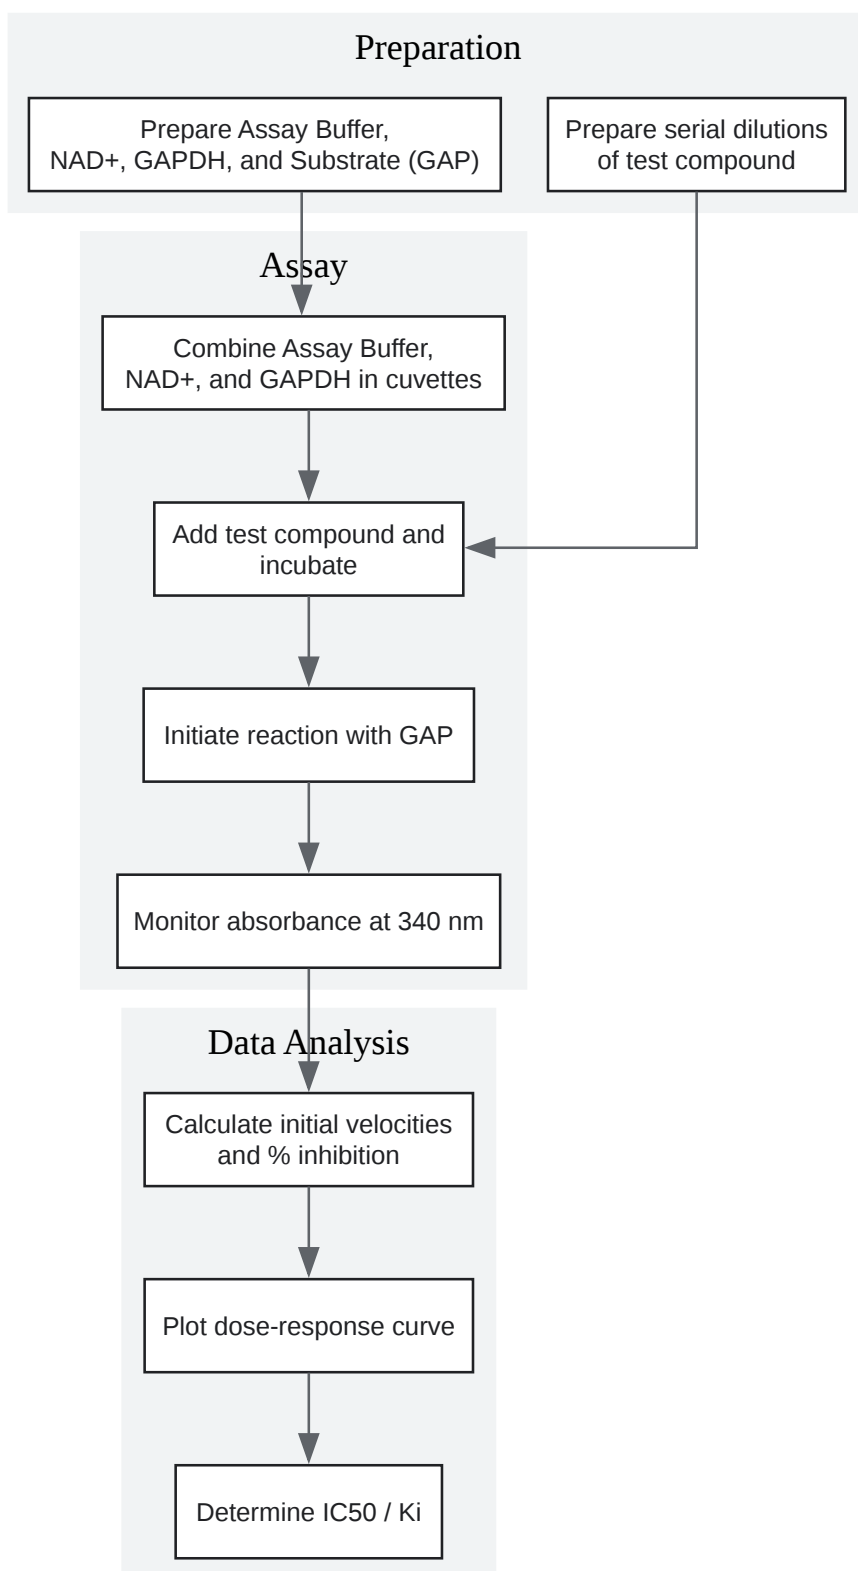 Preparation
Prepare Assay Buffer,
NAD+, GAPDH, and Substrate (GAP)
Prepare serial dilutions
of test compound
Assay
Combine Assay Buffer,
NAD+, and GAPDH in cuvettes
Add test compound and
incubate
Initiate reaction with GAP
Monitor absorbance at 340 nm
Data Analysis
Calculate initial velocities
and % inhibition
Plot dose-response curve
Determine IC50 / Ki